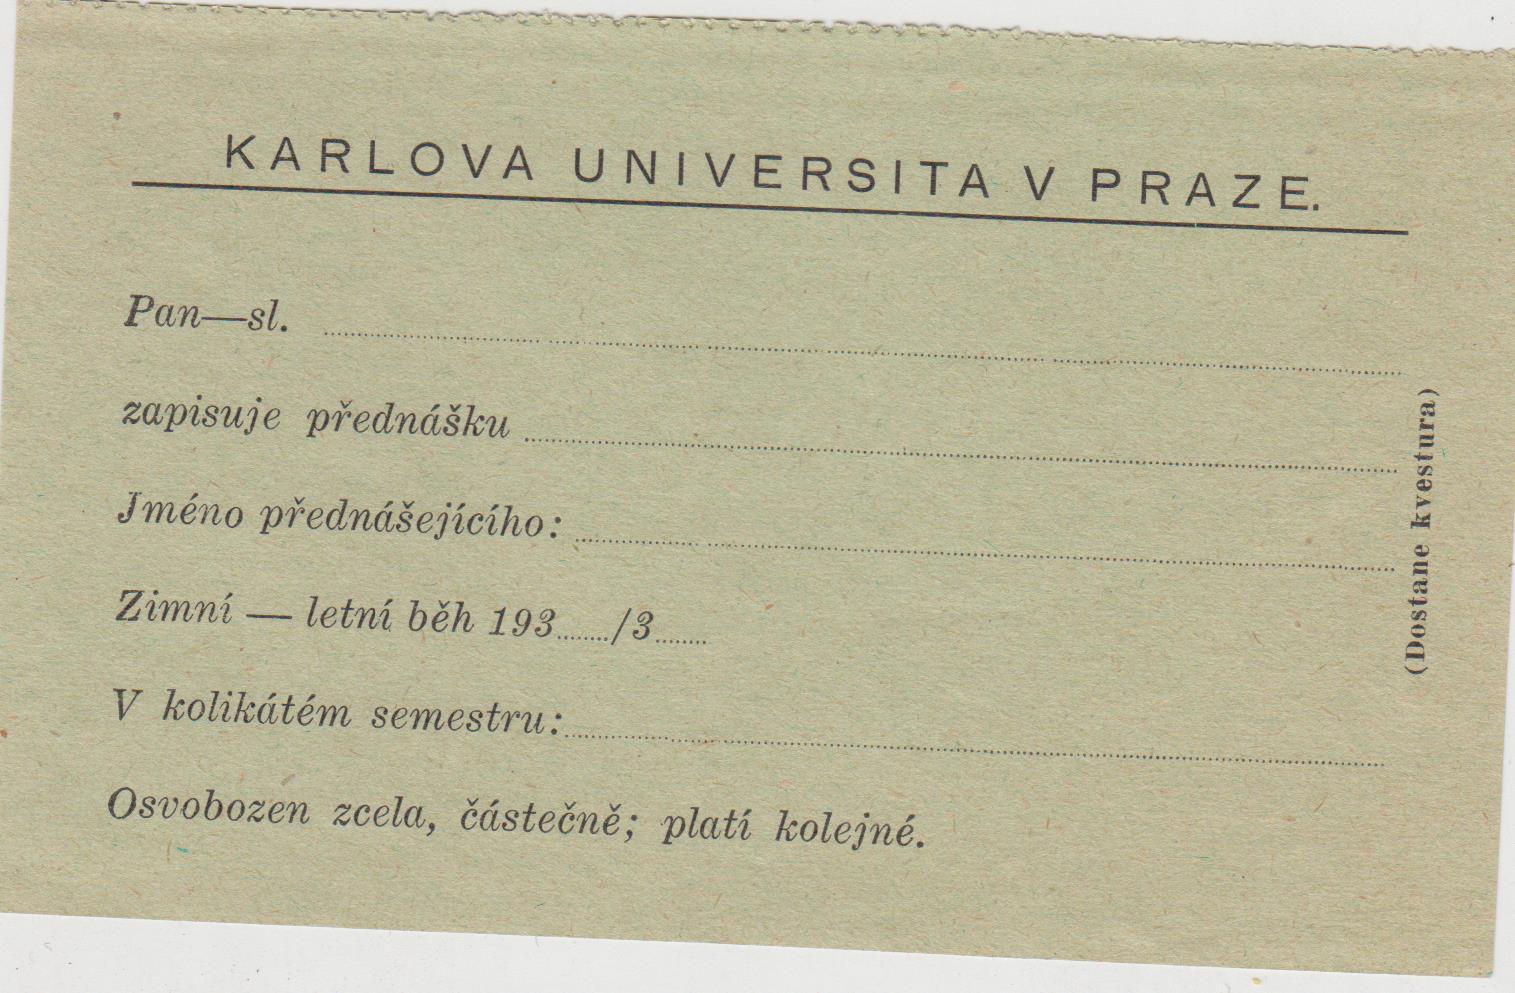 KARLOVA UNIVERSITA V PRAZE.
Pan—sl.
zapisuje přednášku
Jméno přednášejícího:
Zimní — letní běh 193....../3......
V kolikátém semestru:
Osvobozen zcela, částečně; platí kolejné.
(Dostane kvestura)